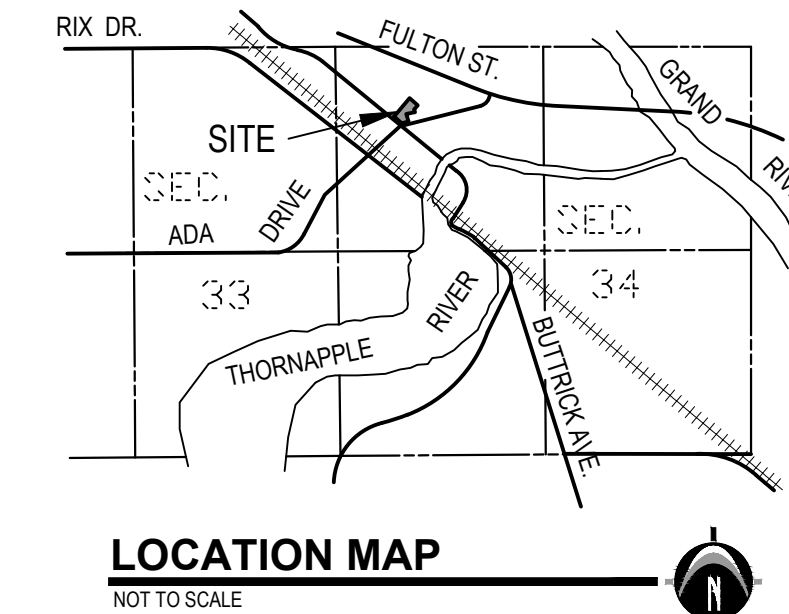 RIX DR.
FULTON ST.
GRAND
SITE
SEC.
DRIVE
SEC.
ADA
33
34
RIVER
THORNAPPLE
BUTTRICK AVE.
LOCATION MAP
NOT TO SCALE
N